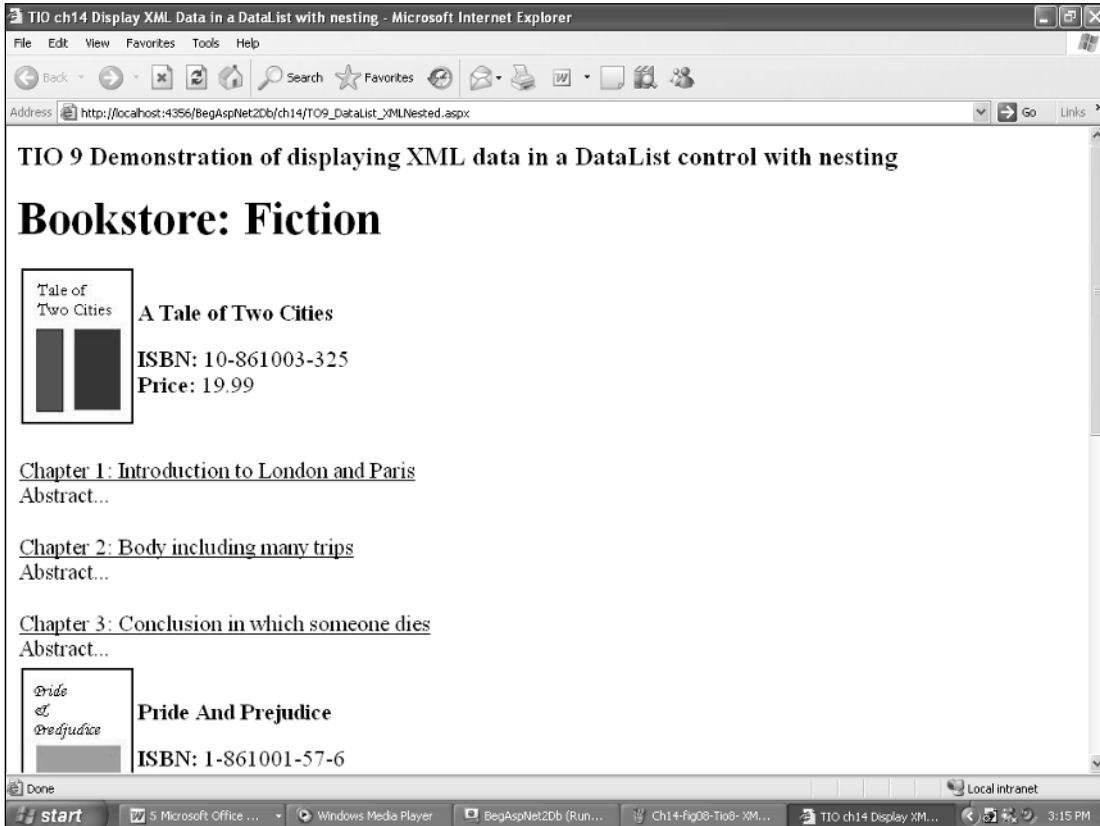 TIO ch14 Display XML Data in a DataList with nesting - Microsoft Internet Explorer
File Edit View Favorites Tools Help
Back Search Favorites
Address http://localhost:4356/BegAspNet2Db/ch14/TO9_DataList_XMLNested.aspx Go Links
TIO 9 Demonstration of displaying XML data in a DataList control with nesting
Bookstore: Fiction
Tale of
Two Cities
A Tale of Two Cities
ISBN: 10-861003-325
Price: 19.99
Chapter 1: Introduction to London and Paris
Abstract...
Chapter 2: Body including many trips
Abstract...
Chapter 3: Conclusion in which someone dies
Abstract...
Pride
&
Predjudice
Pride And Prejudice
ISBN: 1-861001-57-6
Done Local intranet
start 5 Microsoft Office ... Windows Media Player BegAspNet2Db (Run... Ch14-fig08-Tio8- XM... TIO ch14 Display XM... 3:15 PM